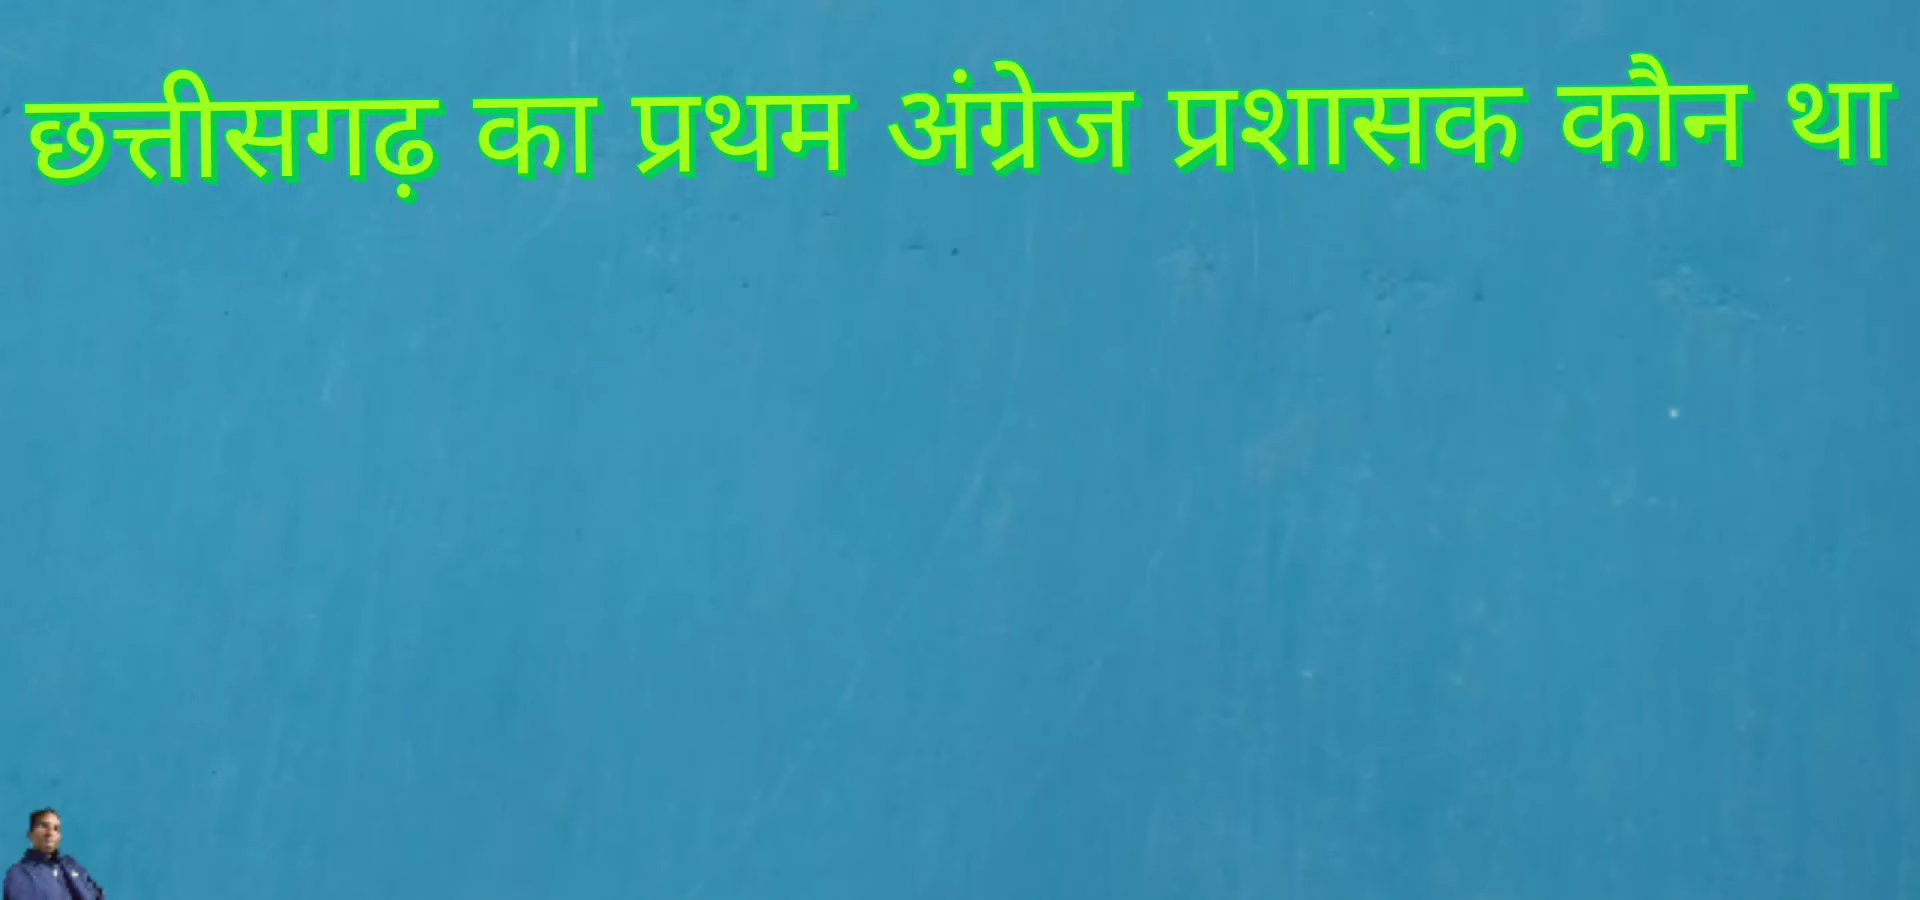 छत्तीसगढ़ का प्रथम अंग्रेज प्रशासक कौन था